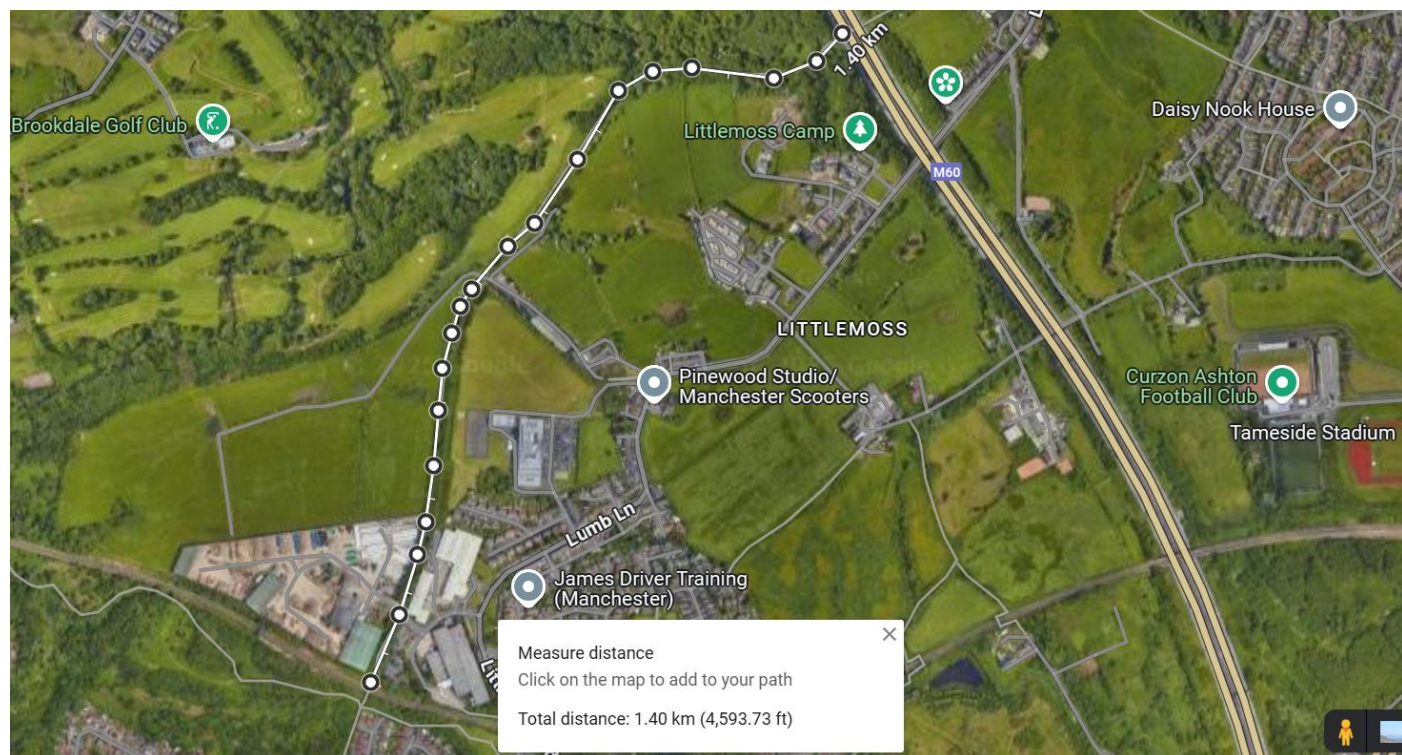 1.40 km
Brookdale Golf Club
Littlemoss Camp
Daisy Nook House
M60
LITTLEMOSS
Pinewood Studio/
Manchester Scooters
Curzon Ashton
Football Club
Tameside Stadium
Lumb Ln
James Driver Training
(Manchester)
Measure distance
Click on the map to add to your path
Total distance: 1.40 km (4,593.73 ft)